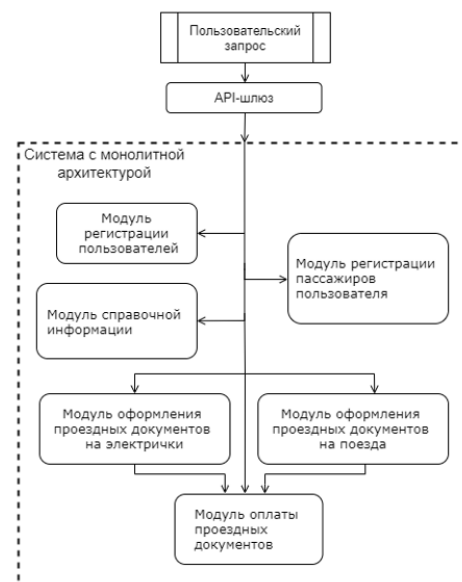 Пользовательский
запрос
API-шлюз
Система с монолитной
архитектурой
Модуль
регистрации
пользователей
Модуль регистрации
пассажиров
пользователя
Модуль справочной
информации
Модуль оформления
проездных документов
на электрички
Модуль оформления
проездных документов
на поезда
Модуль оплаты
проездных
документов